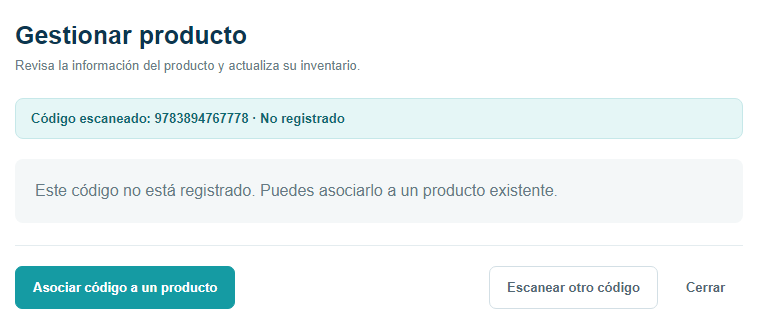 Gestionar producto
Revisa la información del producto y actualiza su inventario.
Código escaneado: 9783894767778 · No registrado
Este código no está registrado. Puedes asociarlo a un producto existente.
Asociar código a un producto
Escanear otro código
Cerrar